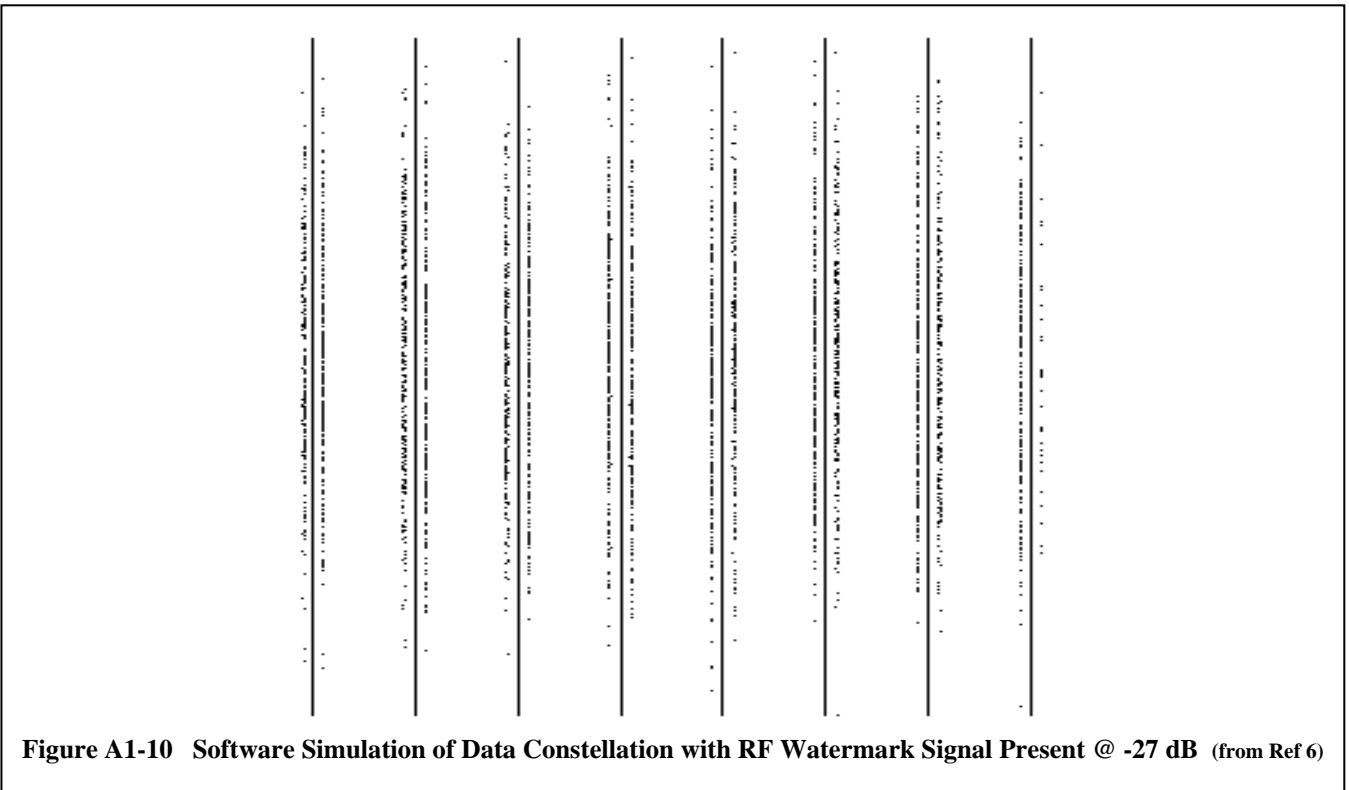 Figure A1-10 Software Simulation of Data Constellation with RF Watermark Signal Present @ -27 dB (from Ref 6)